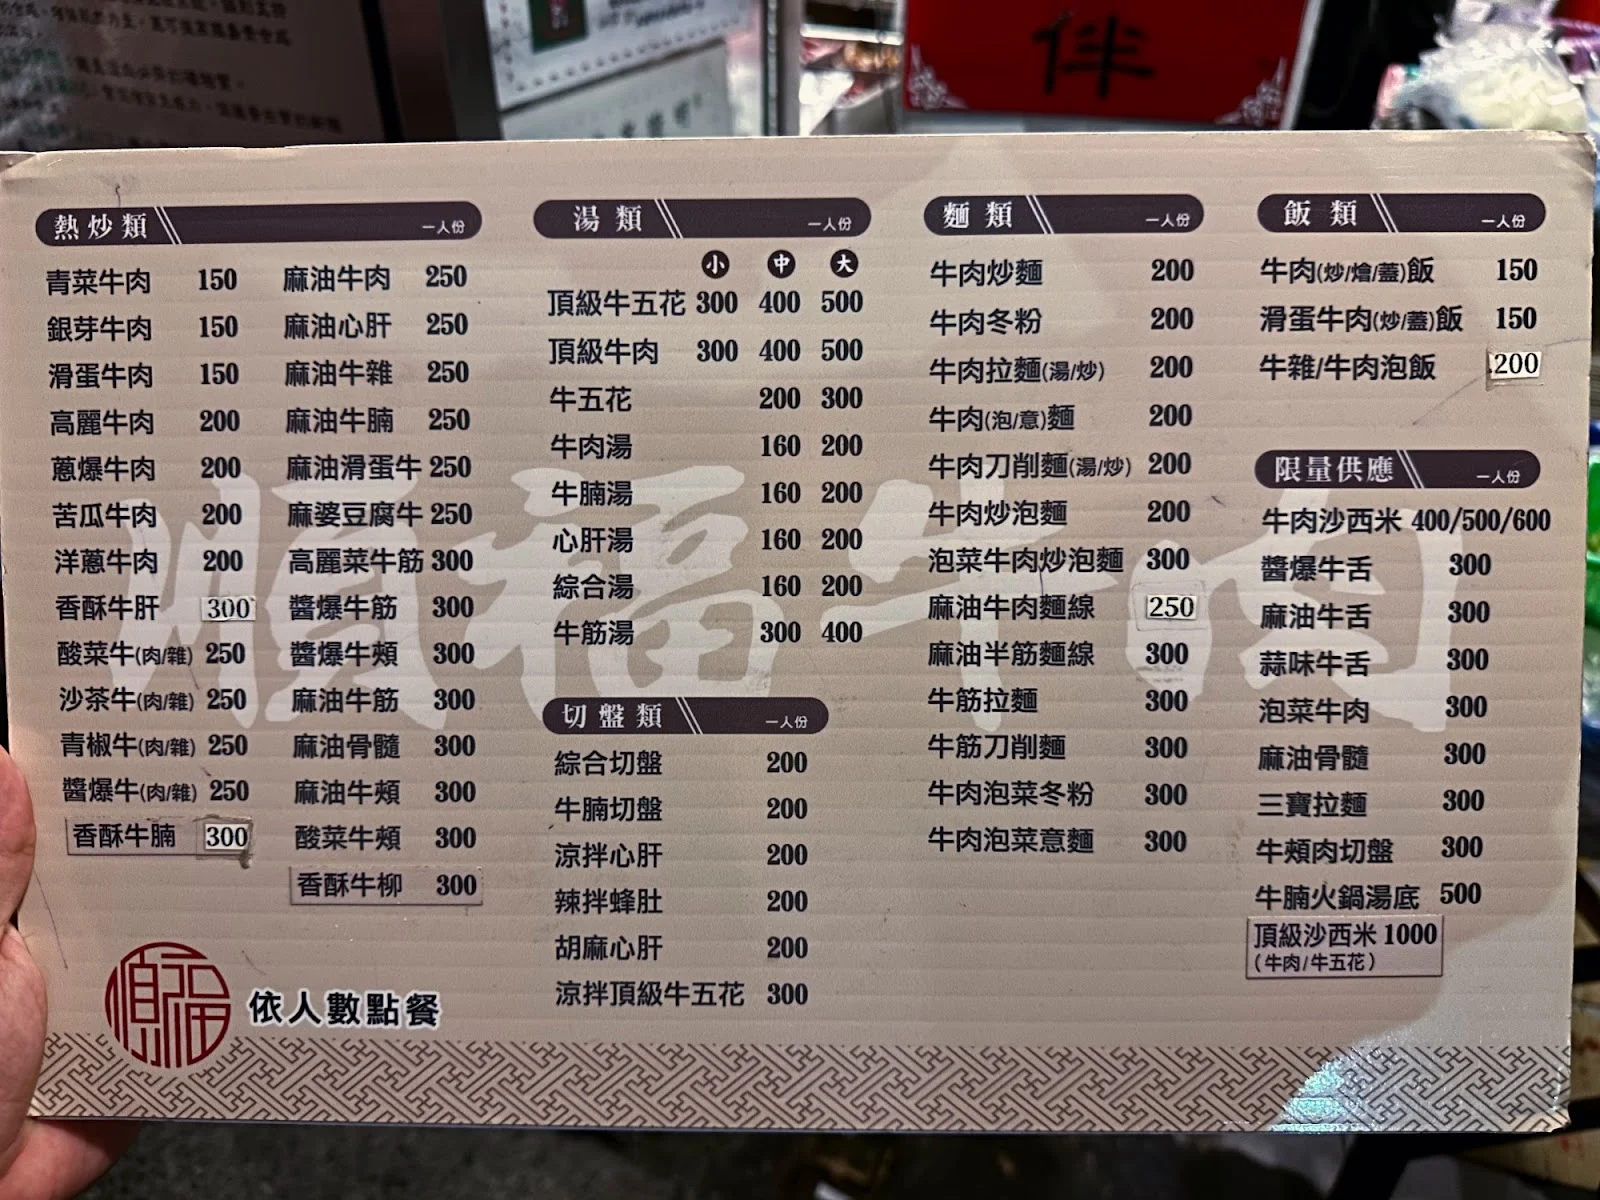 伴
熱炒類 一人份
青菜牛肉 150
銀芽牛肉 150
滑蛋牛肉 150
高麗牛肉 200
蔥爆牛肉 200
苦瓜牛肉 200
洋蔥牛肉 200
香酥牛肝 300
酸菜牛(肉/雜) 250
沙茶牛(肉/雜) 250
青椒牛(肉/雜) 250
醬爆牛(肉/雜) 250
香酥牛腩 300
麻油牛肉 250
麻油心肝 250
麻油牛雜 250
麻油牛腩 250
麻油滑蛋牛 250
麻婆豆腐牛 250
高麗菜牛筋 300
醬爆牛筋 300
醬爆牛頰 300
麻油牛筋 300
麻油骨髓 300
麻油牛頰 300
酸菜牛頰 300
香酥牛柳 300
湯類 一人份
小 中 大
頂級牛五花 300 400 500
頂級牛肉 300 400 500
牛五花 200 300
牛肉湯 160 200
牛腩湯 160 200
心肝湯 160 200
綜合湯 160 200
牛筋湯 300 400
切盤類 一人份
綜合切盤 200
牛腩切盤 200
涼拌心肝 200
辣拌蜂肚 200
胡麻心肝 200
涼拌頂級牛五花 300
麵類 一人份
牛肉炒麵 200
牛肉冬粉 200
牛肉拉麵(湯/炒) 200
牛肉(泡/意)麵 200
牛肉刀削麵(湯/炒) 200
牛肉炒泡麵 200
泡菜牛肉炒泡麵 300
麻油牛肉麵線 250
麻油半筋麵線 300
牛筋拉麵 300
牛筋刀削麵 300
牛肉泡菜冬粉 300
牛肉泡菜意麵 300
飯類 一人份
牛肉(炒/燴/蓋)飯 150
滑蛋牛肉(炒/蓋)飯 150
牛雜/牛肉泡飯 200
限量供應 一人份
牛肉沙西米 400/500/600
醬爆牛舌 300
麻油牛舌 300
蒜味牛舌 300
泡菜牛肉 300
麻油骨髓 300
三寶拉麵 300
牛頰肉切盤 300
牛腩火鍋湯底 500
頂級沙西米 1000
(牛肉/牛五花)
順福牛肉
順福
依人數點餐